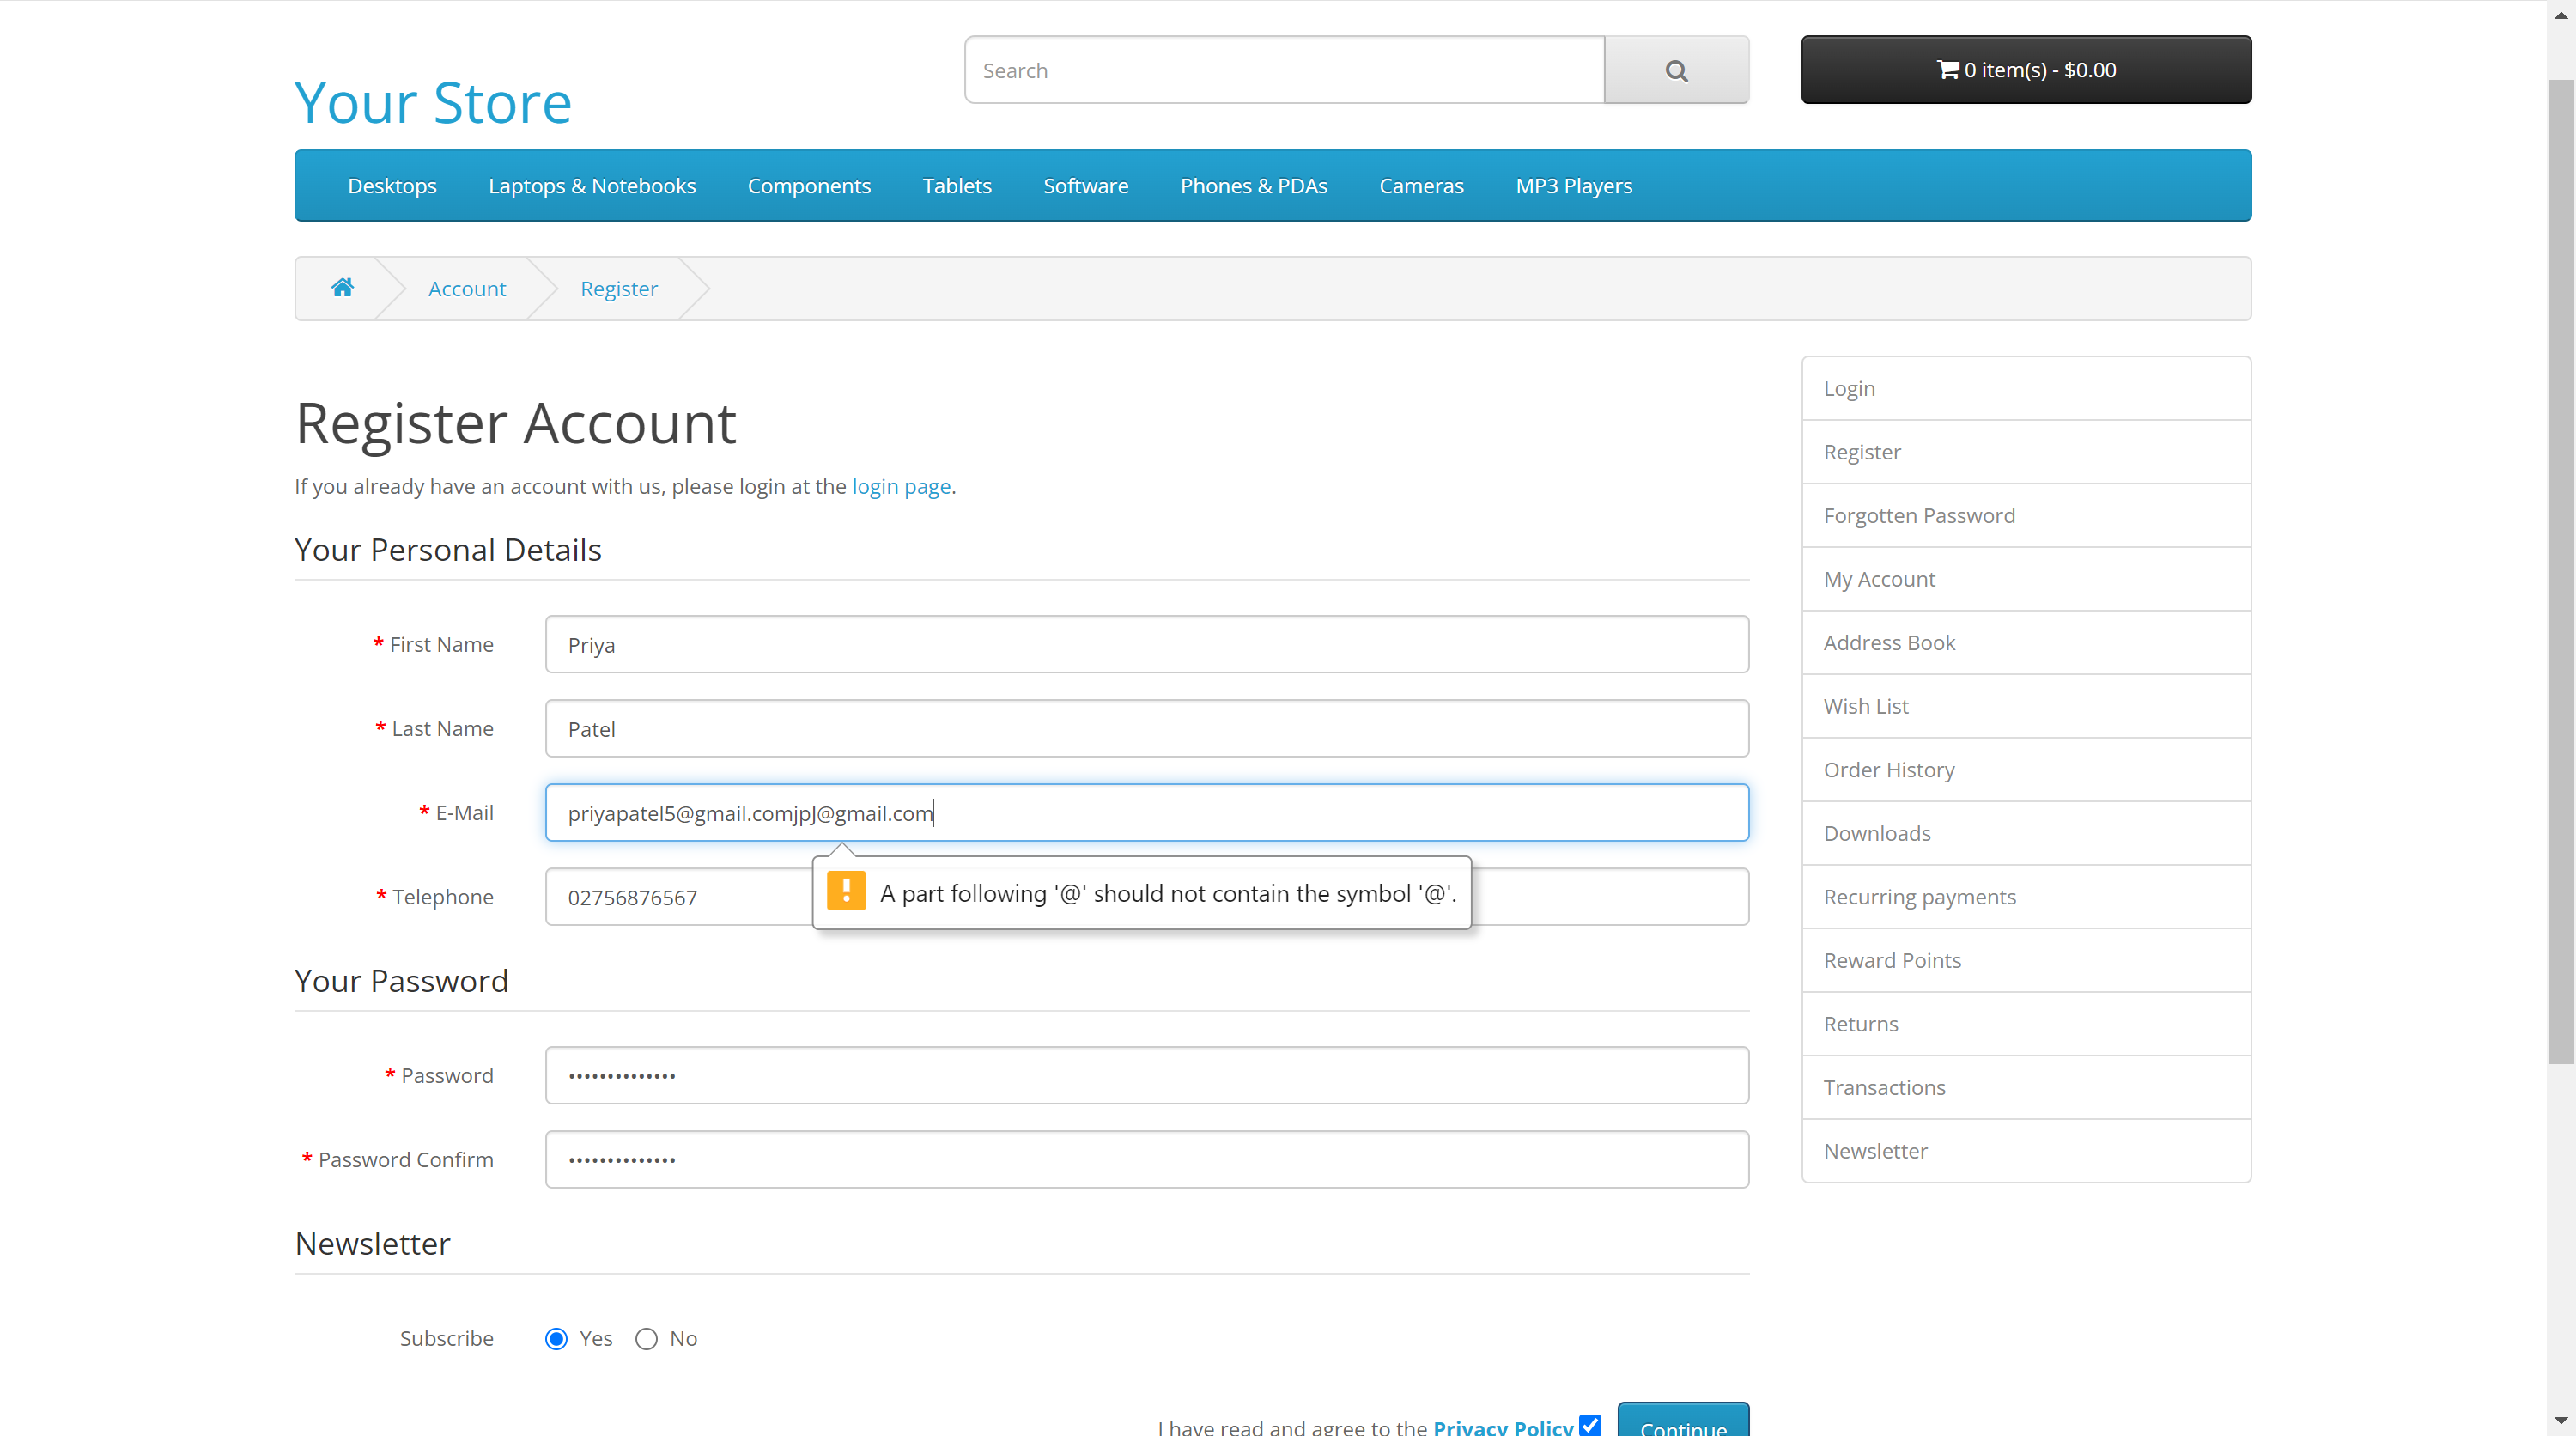 Search
0 item(s) - $0.00
Your Store
Desktops Laptops & Notebooks Components Tablets Software Phones & PDAs Cameras MP3 Players
Account Register
Register Account
If you already have an account with us, please login at the login page.
Your Personal Details
* First Name Priya
* Last Name Patel
* E-Mail priyapatel5@gmail.comjpJ@gmail.com
A part following '@' should not contain the symbol '@'.
* Telephone 02756876567
Your Password
* Password ••••••••••••••
* Password Confirm ••••••••••••••
Newsletter
Subscribe Yes No
I have read and agree to the Privacy Policy Continue
Login
Register
Forgotten Password
My Account
Address Book
Wish List
Order History
Downloads
Recurring payments
Reward Points
Returns
Transactions
Newsletter